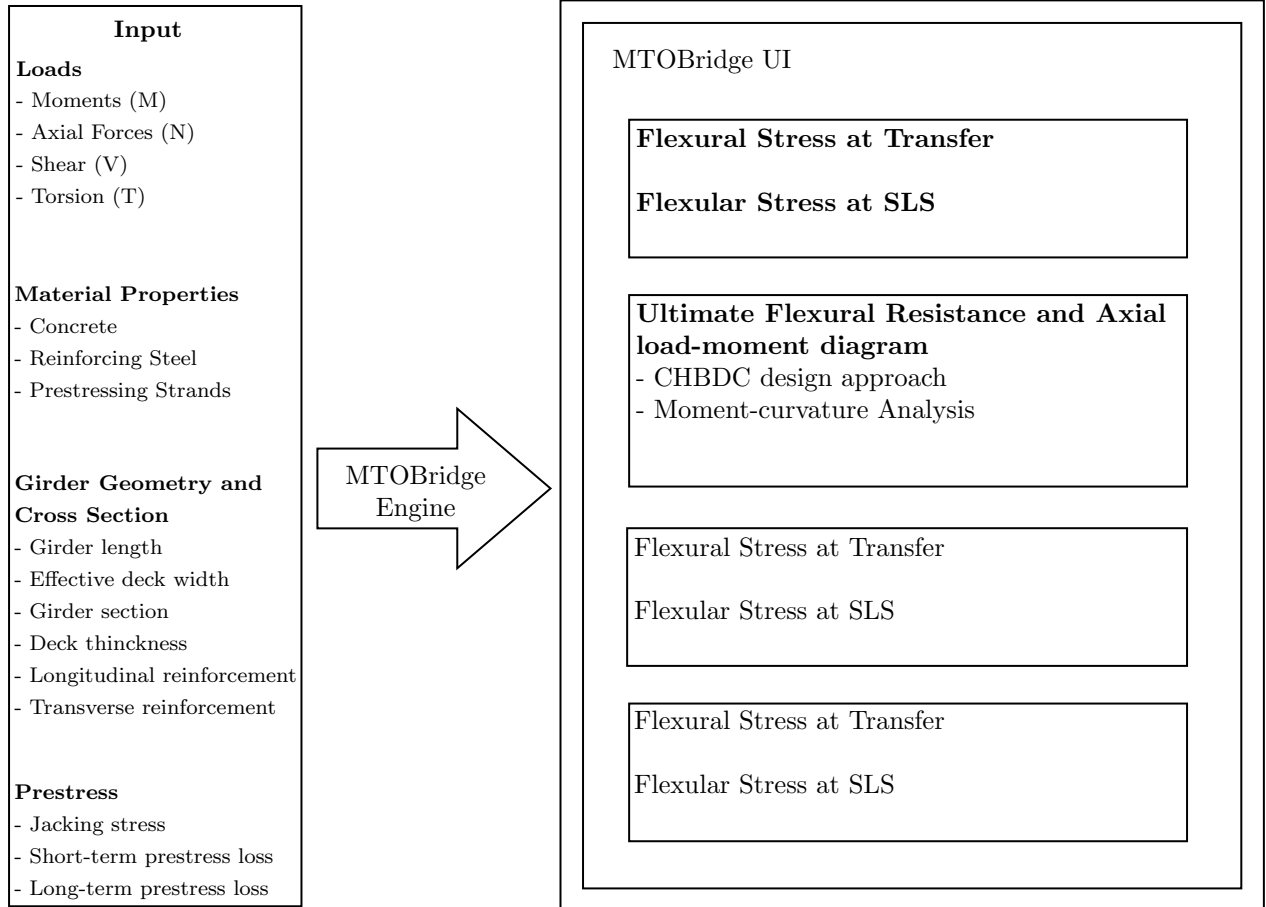 Input
Loads
- Moments (M)
- Axial Forces (N)
- Shear (V)
- Torsion (T)
Material Properties
- Concrete
- Reinforcing Steel
- Prestressing Strands
Girder Geometry and
Cross Section
- Girder length
- Effective deck width
- Girder section
- Deck thinckness
- Longitudinal reinforcement
- Transverse reinforcement
Prestress
- Jacking stress
- Short-term prestress loss
- Long-term prestress loss
MTOBridge
Engine
MTOBridge UI
Flexural Stress at Transfer
Flexular Stress at SLS
Ultimate Flexural Resistance and Axial
load-moment diagram
- CHBDC design approach
- Moment-curvature Analysis
Flexural Stress at Transfer
Flexular Stress at SLS
Flexural Stress at Transfer
Flexular Stress at SLS